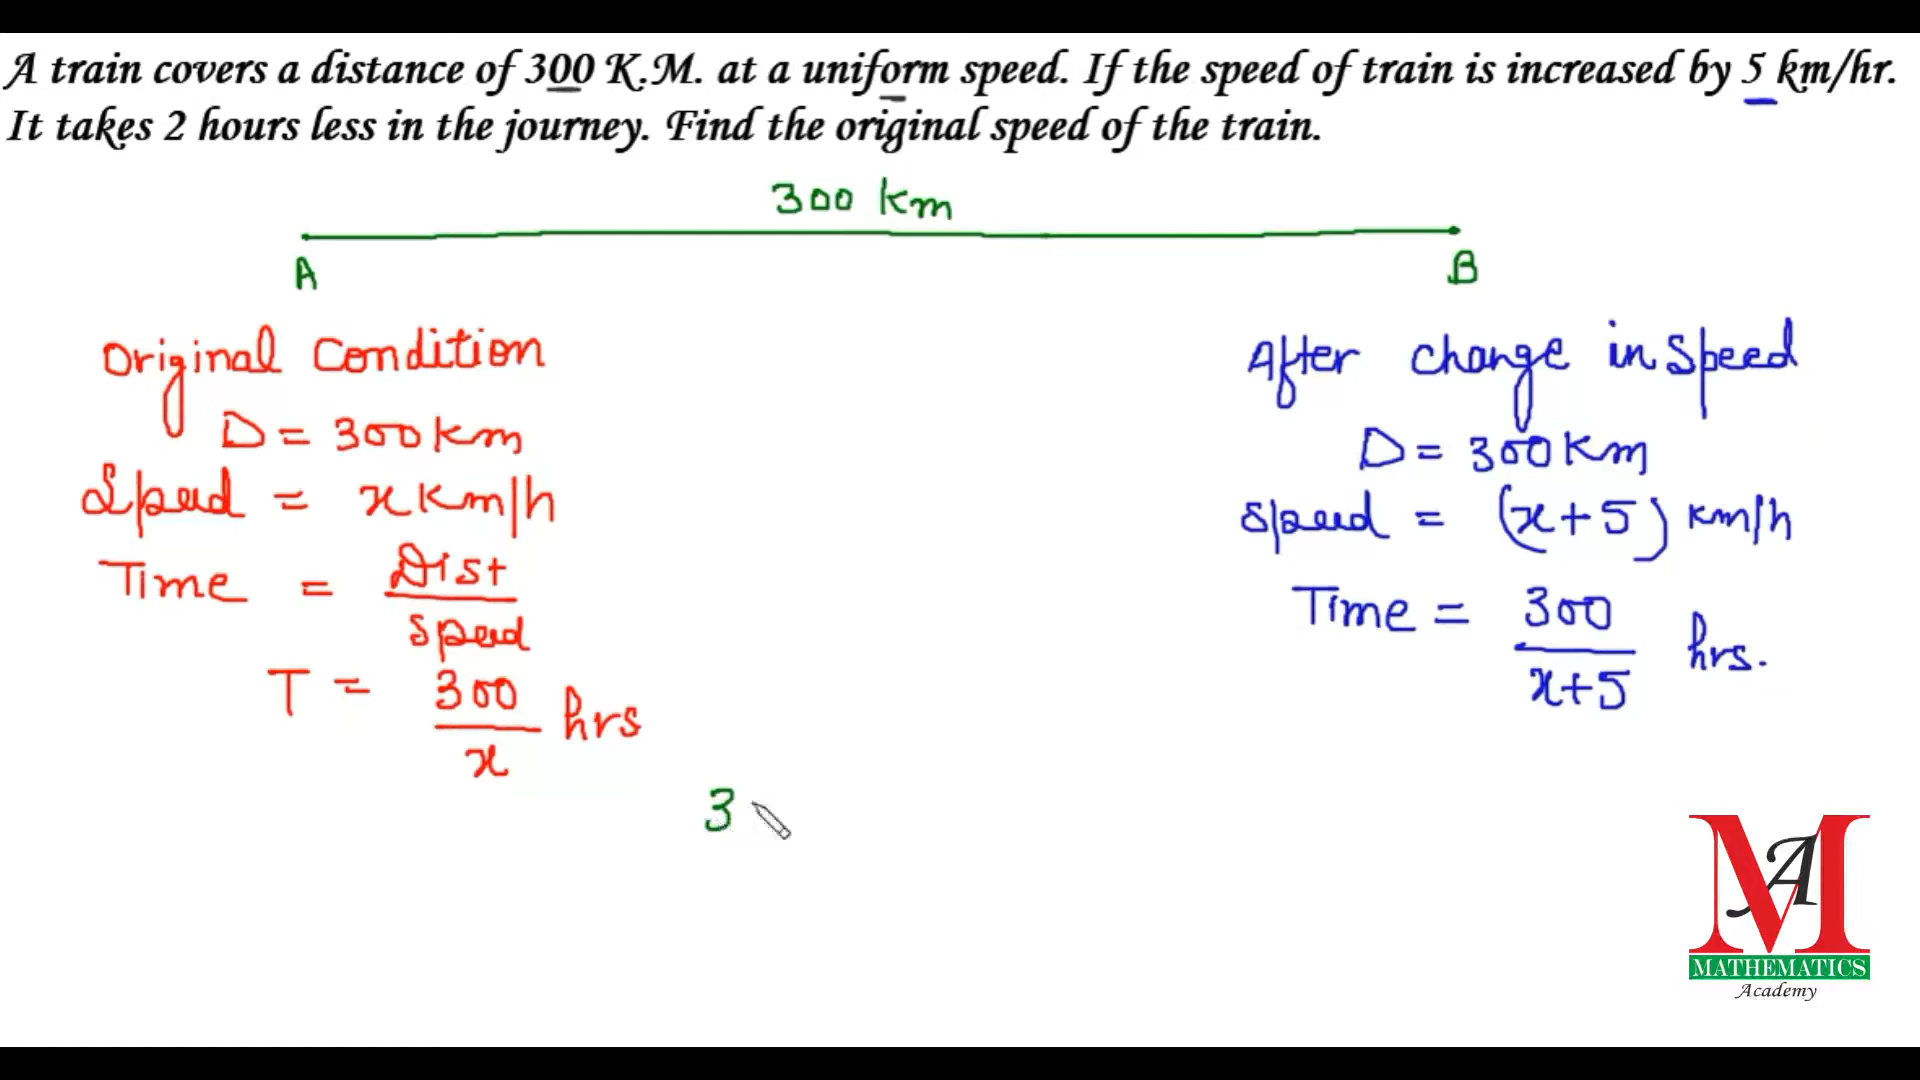 A train covers a distance of 300 K.M. at a uniform speed. If the speed of train is increased by 5 km/hr.
It takes 2 hours less in the journey. Find the original speed of the train.
300 Km
A
B
Original Condition
D = 300 km
Speed = x Km/h
Time = Dist / Speed
T = 300 / x hrs
After change in Speed
D = 300 Km
Speed = (x+5) km/h
Time = 300 / x+5 hrs.
3
MA
MATHEMATICS
Academy